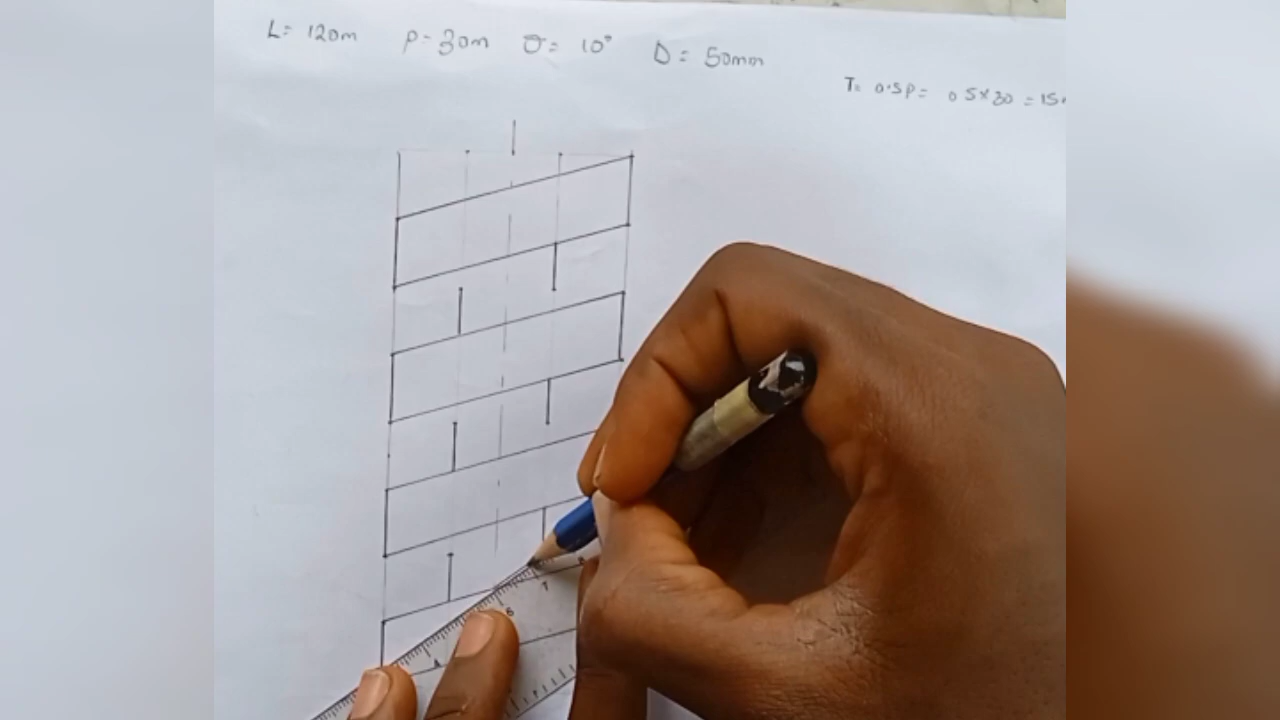 L= 120m P= 30m Ʊ= 10° D= 50mm
T= 0.5P= 0.5×30 = 15